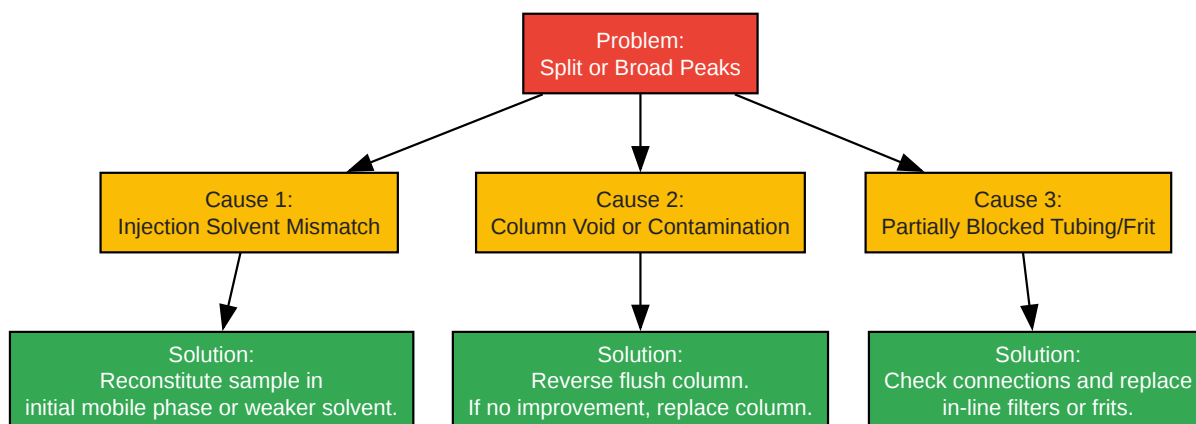 Problem:
Split or Broad Peaks
Cause 1:
Injection Solvent Mismatch
Cause 2:
Column Void or Contamination
Cause 3:
Partially Blocked Tubing/Frit
Solution:
Reconstitute sample in
initial mobile phase or weaker solvent.
Solution:
Reverse flush column.
If no improvement, replace column.
Solution:
Check connections and replace
in-line filters or frits.